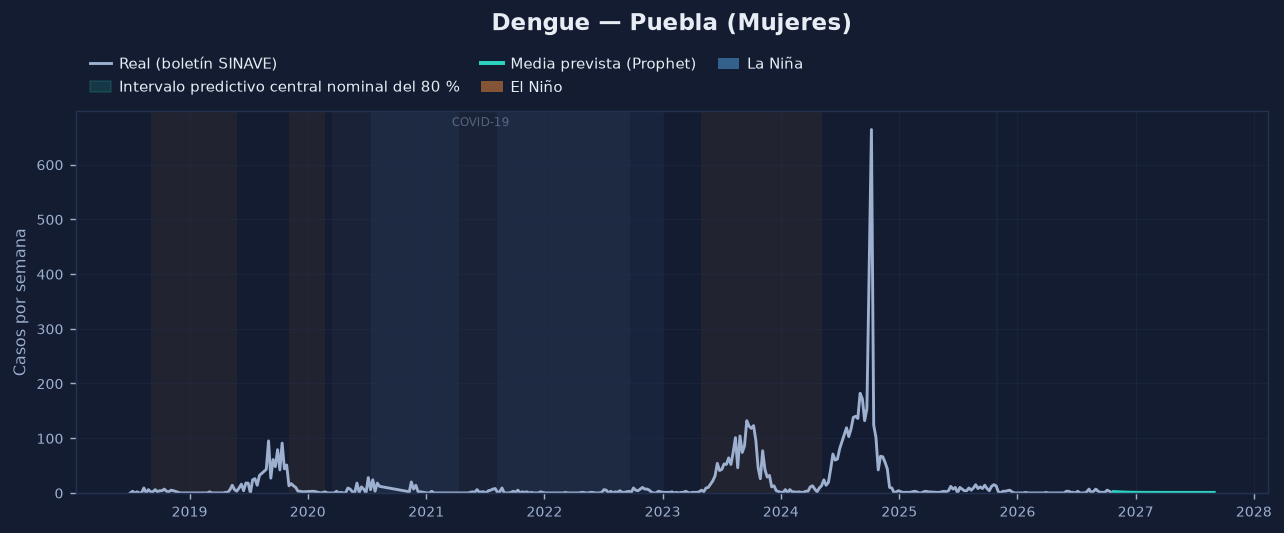 Dengue — Puebla (Mujeres)
Real (boletín SINAVE)
Intervalo predictivo central nominal del 80 %
Media prevista (Prophet)
El Niño
La Niña
COVID-19
Casos por semana
600
500
400
300
200
100
0
2019 2020 2021 2022 2023 2024 2025 2026 2027 2028